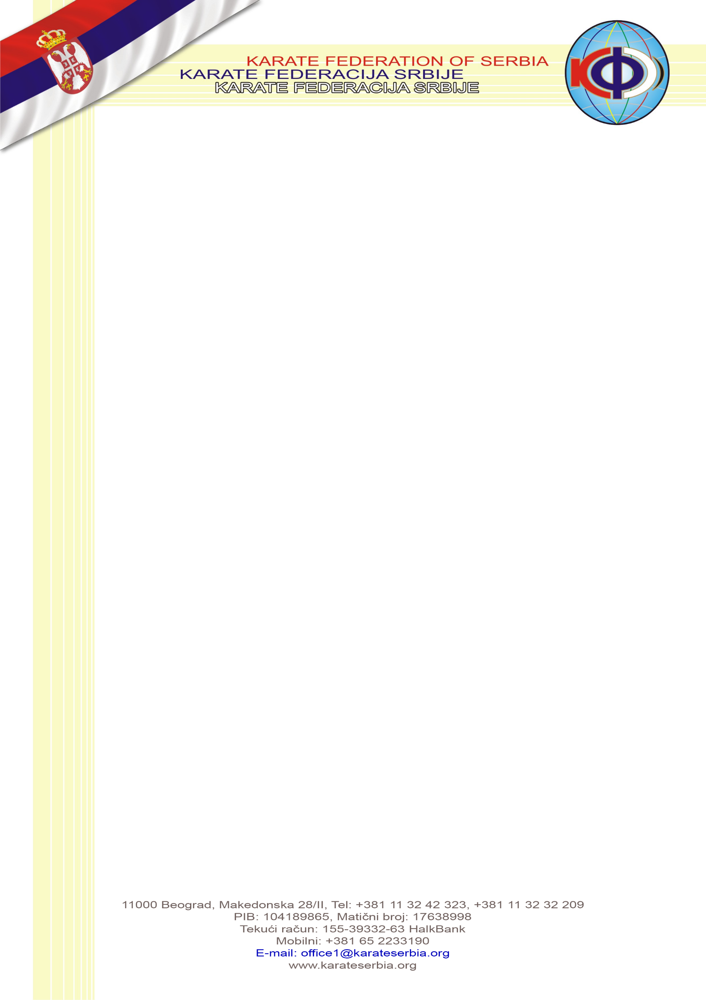 KARATE FEDERATION OF SERBIA
KARATE FEDERACIJA SRBIJE
KARATE FEDERACIJA SRBIJE
КФС
11000 Beograd, Makedonska 28/II, Tel: +381 11 32 42 323, +381 11 32 32 209
PIB: 104189865, Matični broj: 17638998
Tekući račun: 155-39332-63 HalkBank
Mobilni: +381 65 2233190
E-mail: office1@karateserbia.org
www.karateserbia.org